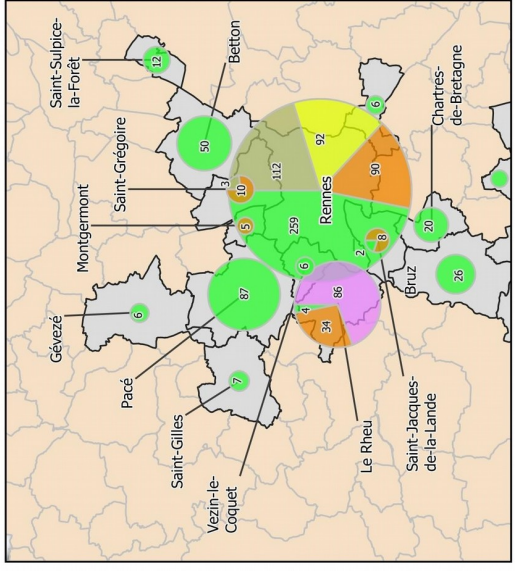 Gévezé
Saint-Sulpice-
la-Forêt
Montgermont
Saint-Grégoire
Pacé
6
12
Saint-Gilles
50
Vezin-le-
Coquet
3
Betton
7
87
5
10
112
259
6
4
92
34
Rennes
86
2
Le Rheu
90
6
8
Bruz
Saint-Jacques-
de-la-Lande
20
Chartres-
de-Bretagne
26